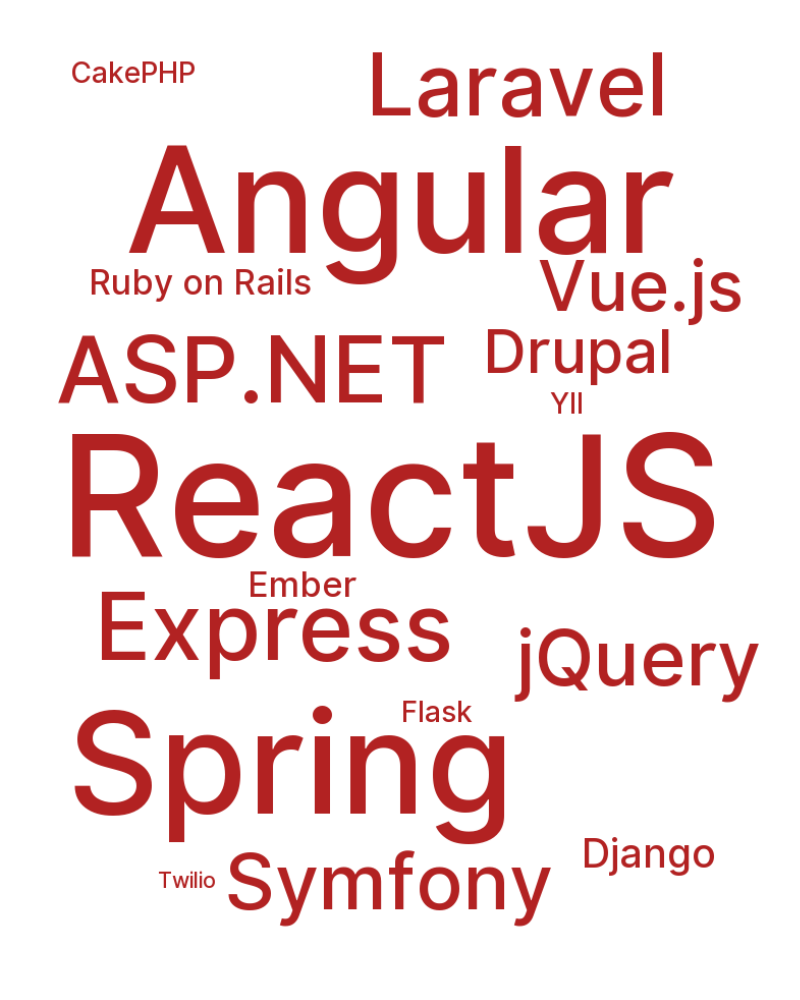 CakePHP
Laravel
Angular
Ruby on Rails
Vue.js
ASP.NET
Drupal
YII
ReactJS
Ember
Express
jQuery
Flask
Spring
Django
Twilio
Symfony